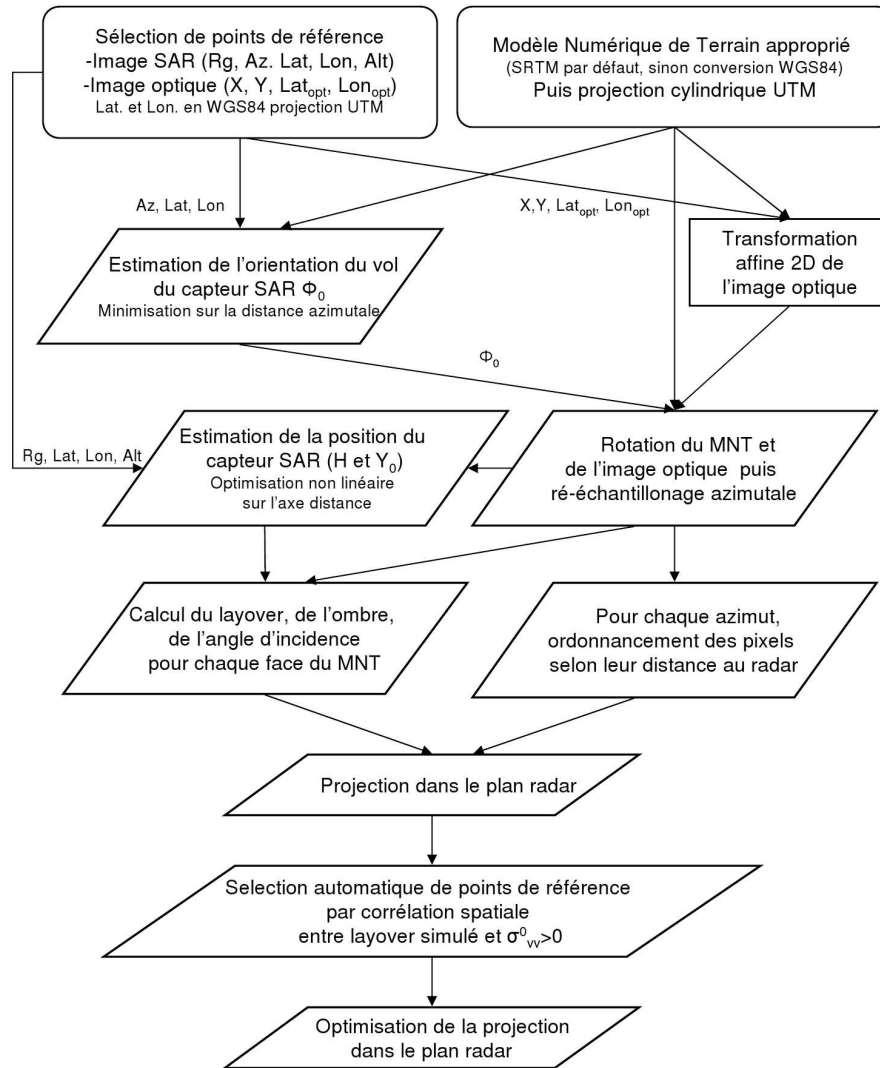 Sélection de points de référence
-Image SAR (Rg, Az. Lat, Lon, Alt)
-Image optique (X, Y, Lat_opt, Lon_opt)
Lat. et Lon. en WGS84 projection UTM
Modèle Numérique de Terrain approprié
(SRTM par défaut, sinon conversion WGS84)
Puis projection cylindrique UTM
Az, Lat, Lon
X,Y, Lat_opt, Lon_opt
Estimation de l'orientation du vol
du capteur SAR Φ₀
Minimisation sur la distance azimutale
Transformation
affine 2D de
l'image optique
Φ₀
Rg, Lat, Lon, Alt
Estimation de la position du
capteur SAR (H et Y₀)
Optimisation non linéaire
sur l'axe distance
Rotation du MNT et
de l'image optique puis
ré-échantillonage azimutale
Calcul du layover, de l'ombre,
de l'angle d'incidence
pour chaque face du MNT
Pour chaque azimut,
ordonnancement des pixels
selon leur distance au radar
Projection dans le plan radar
Selection automatique de points de référence
par corrélation spatiale
entre layover simulé et σ⁰_vv>0
Optimisation de la projection
dans le plan radar